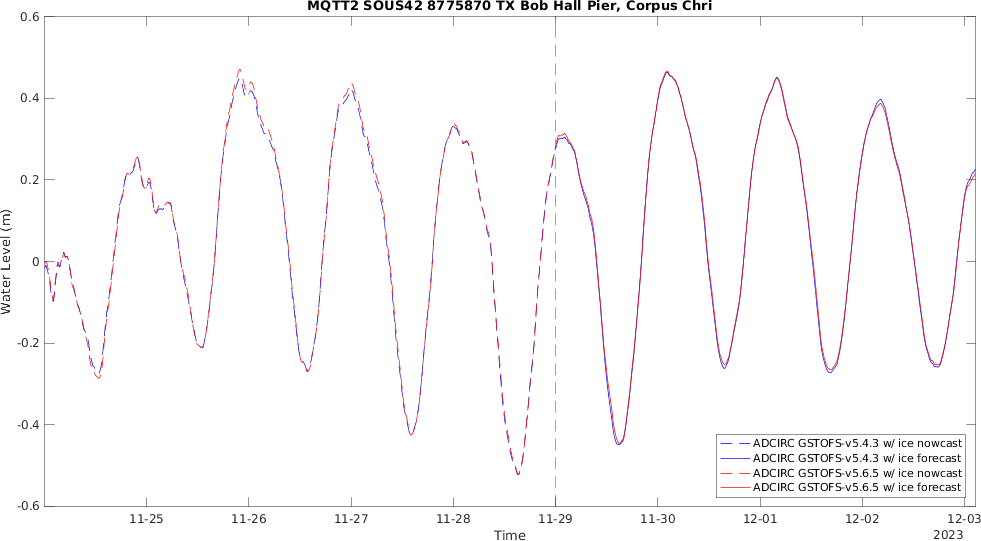 MQTT2 SOUS42 8775870 TX Bob Hall Pier, Corpus Chri
0.6
0.4
0.2
0
-0.2
-0.4
-0.6
Water Level (m)
11-25
11-26
11-27
11-28
11-29
11-30
12-01
12-02
12-03
2023
Time
ADCIRC GSTOFS-v5.4.3 w/ ice nowcast
ADCIRC GSTOFS-v5.4.3 w/ ice forecast
ADCIRC GSTOFS-v5.6.5 w/ ice nowcast
ADCIRC GSTOFS-v5.6.5 w/ ice forecast